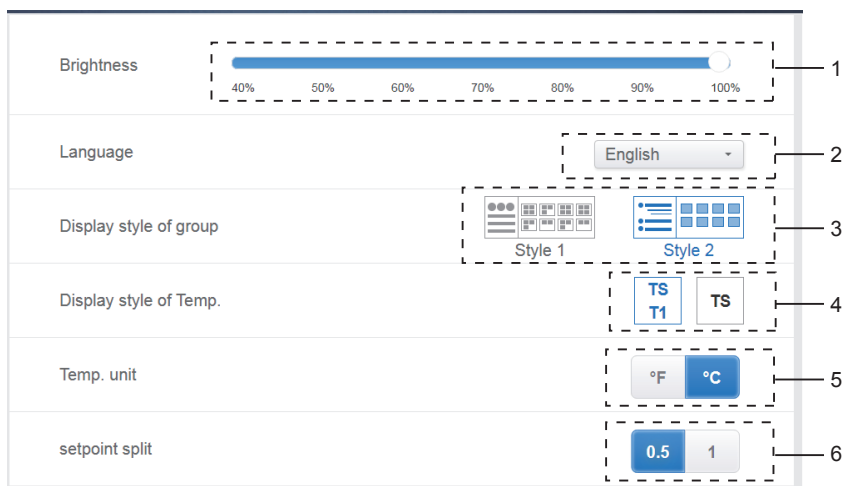 Brightness
40% 50% 60% 70% 80% 90% 100%
1
Language
English
2
Display style of group
Style 1
Style 2
3
Display style of Temp.
TS
T1
TS
4
Temp. unit
°F
°C
5
setpoint split
0.5
1
6